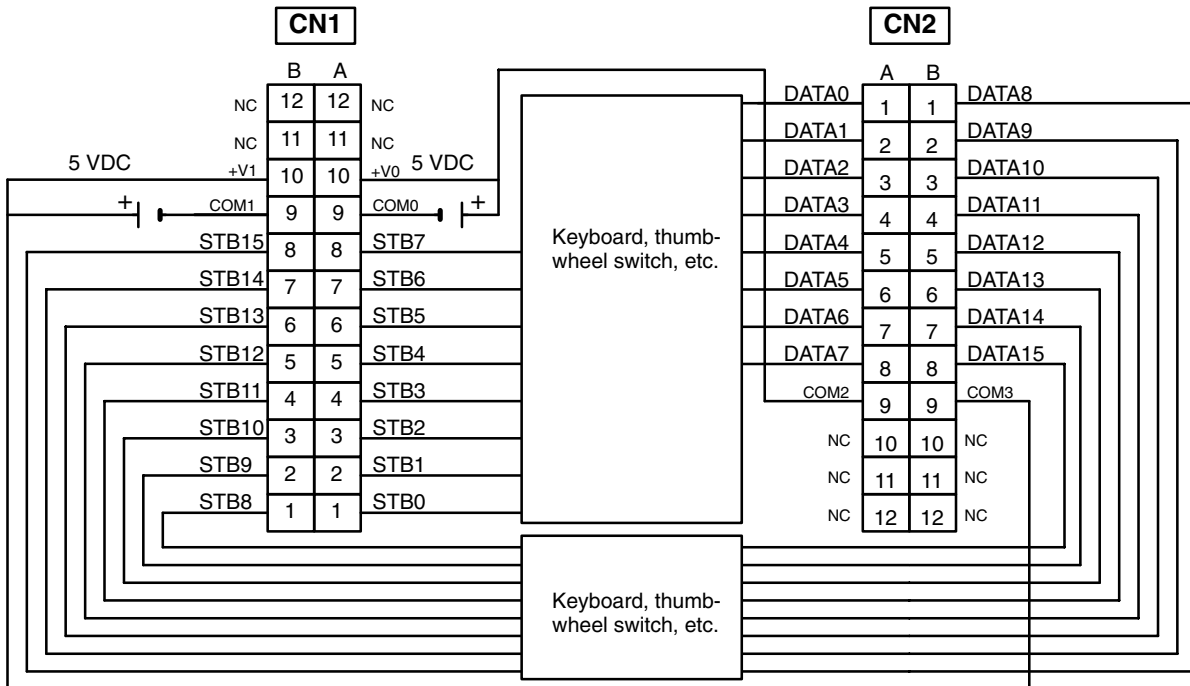 CN1
CN2
B A
A B
NC 12 12 NC
NC 11 11 NC
5 VDC +V1 10 10 +V0 5 VDC
+ COM1 9 9 COM0 +
STB15 8 8 STB7
STB14 7 7 STB6
STB13 6 6 STB5
STB12 5 5 STB4
STB11 4 4 STB3
STB10 3 3 STB2
STB9 2 2 STB1
STB8 1 1 STB0
Keyboard, thumb-
wheel switch, etc.
Keyboard, thumb-
wheel switch, etc.
DATA0 1 1 DATA8
DATA1 2 2 DATA9
DATA2 3 3 DATA10
DATA3 4 4 DATA11
DATA4 5 5 DATA12
DATA5 6 6 DATA13
DATA6 7 7 DATA14
DATA7 8 8 DATA15
COM2 9 9 COM3
NC 10 10 NC
NC 11 11 NC
NC 12 12 NC